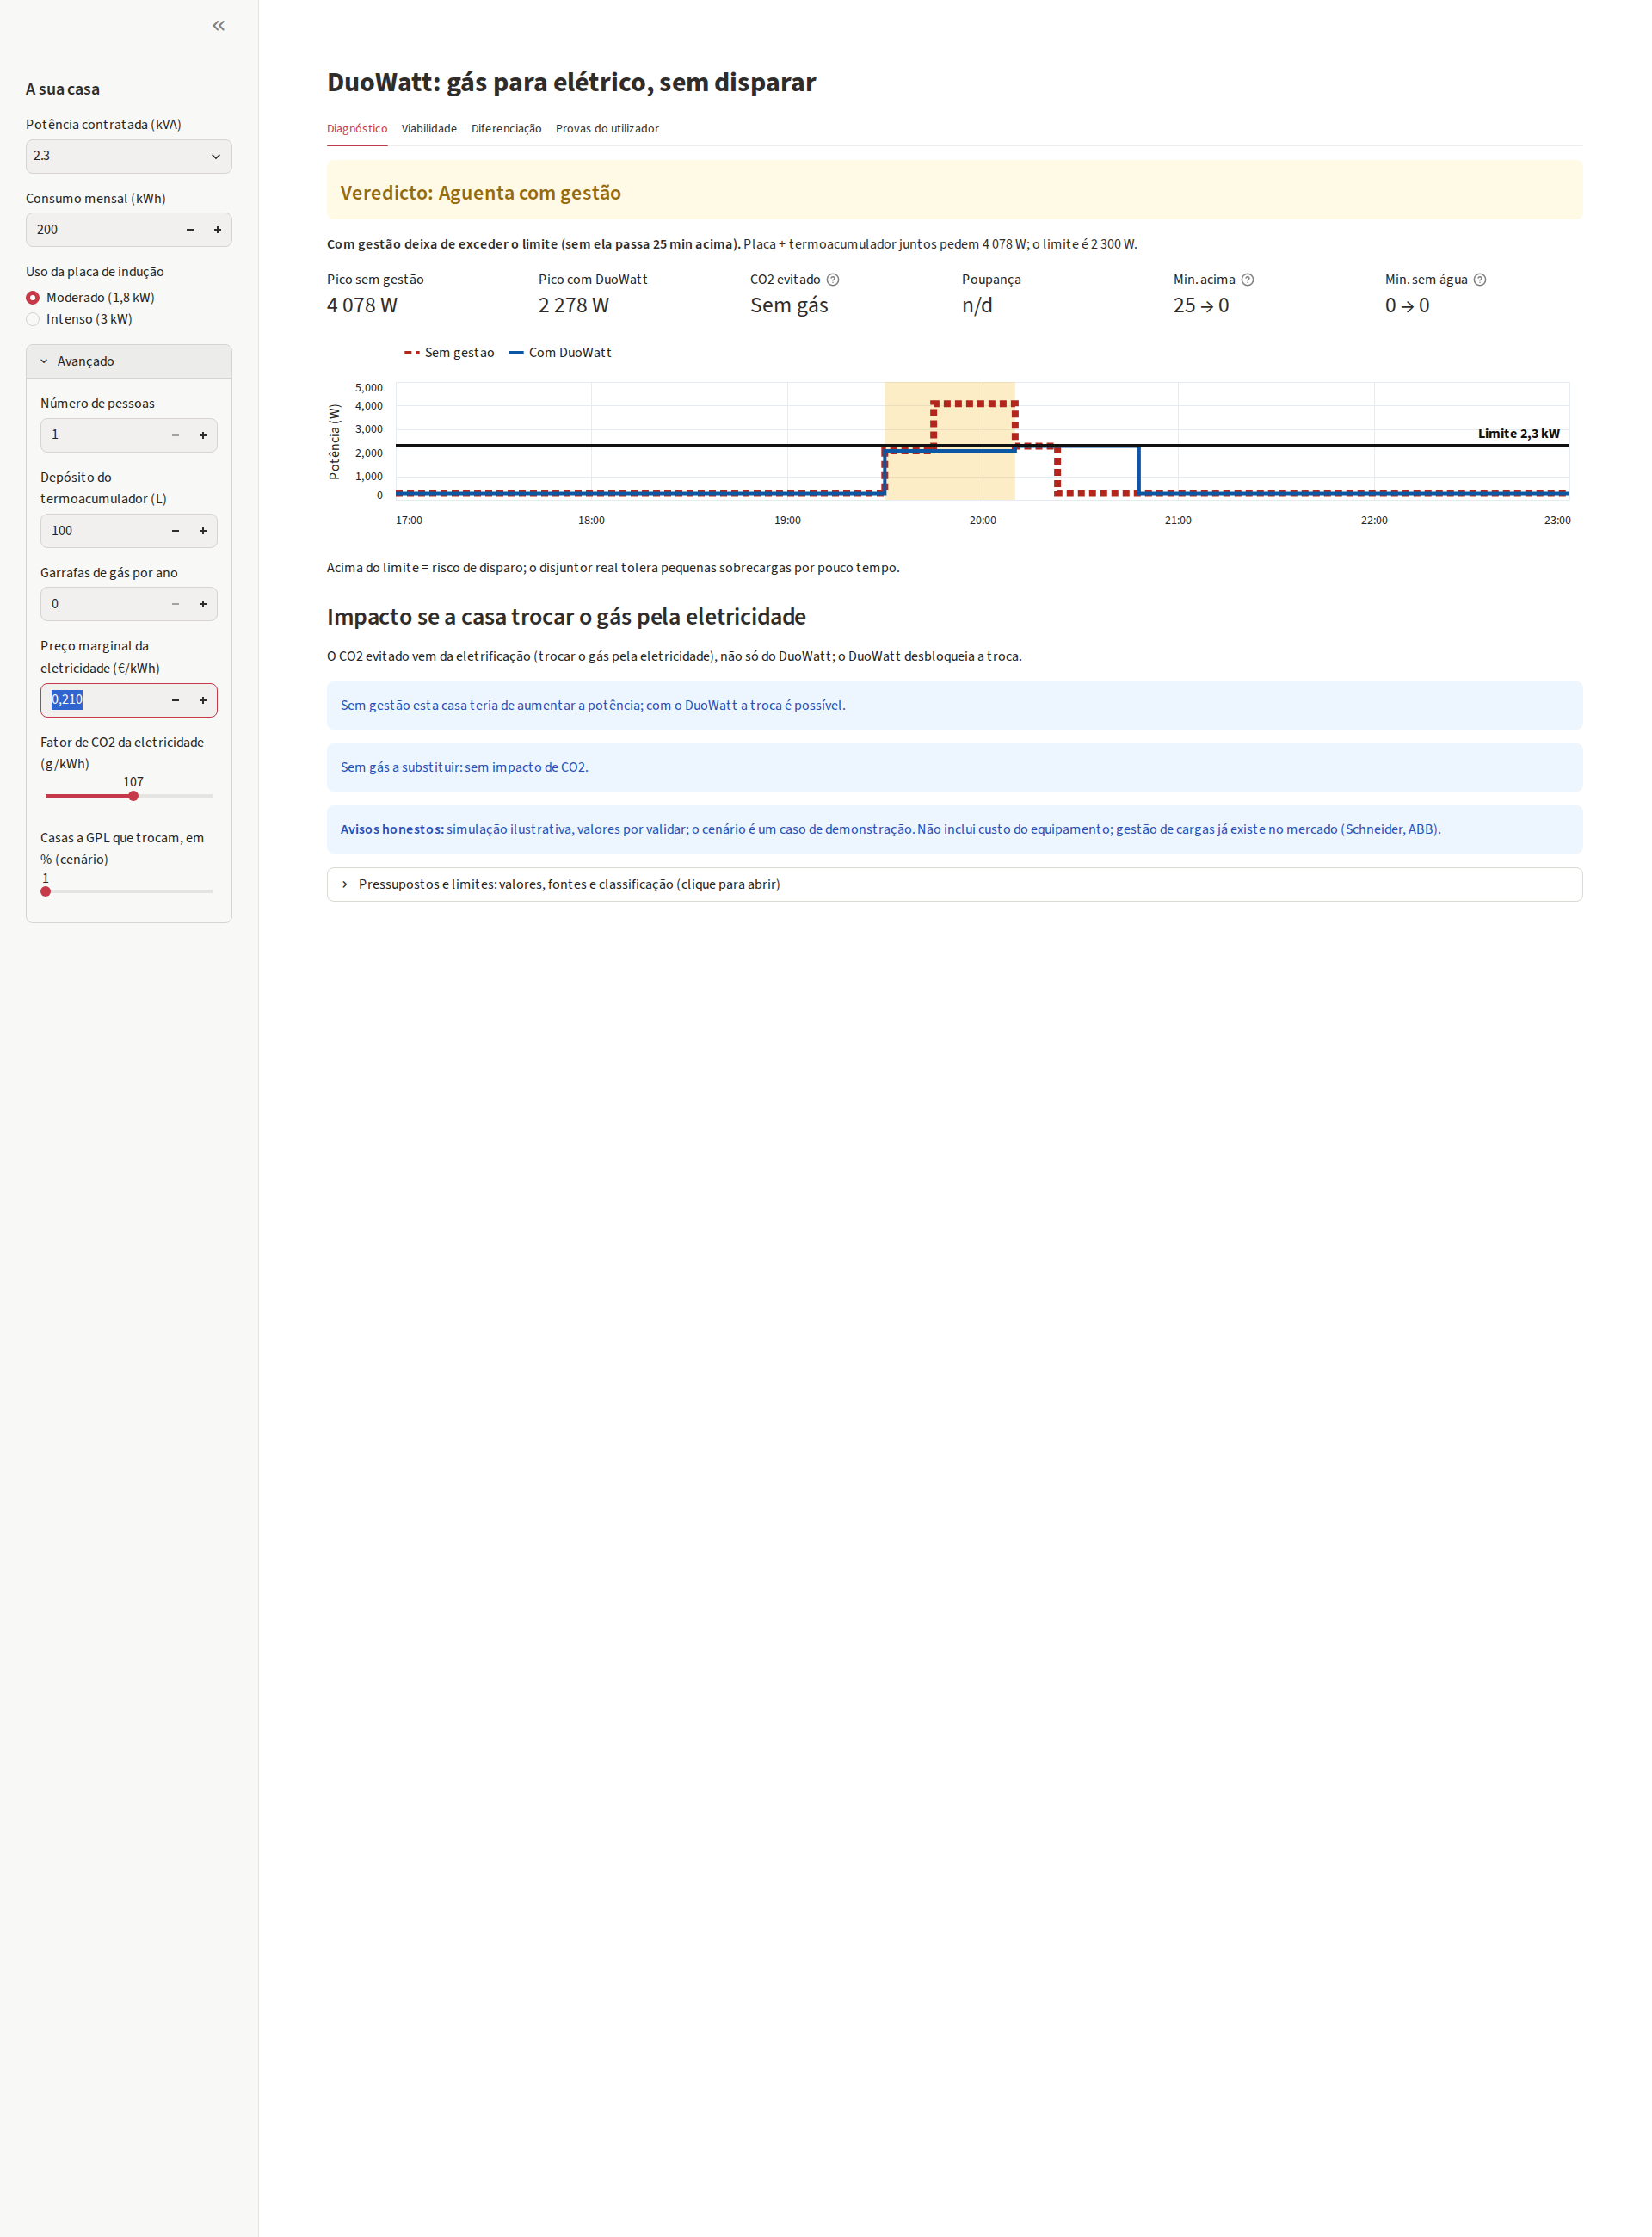 A sua casa
Potência contratada (kVA)
2.3
Consumo mensal (kWh)
200
Uso da placa de indução
Moderado (1,8 kW)
Intenso (3 kW)
Avançado
Número de pessoas
1
Depósito do
termoacumulador (L)
100
Garrafas de gás por ano
0
Preço marginal da
eletricidade (€/kWh)
0,210
Fator de CO2 da eletricidade
(g/kWh)
107
Casas a GPL que trocam, em
% (cenário)
1
DuoWatt: gás para elétrico, sem disparar
Diagnóstico Viabilidade Diferenciação Provas do utilizador
Veredicto: Aguenta com gestão
Com gestão deixa de exceder o limite (sem ela passa 25 min acima). Placa + termoacumulador juntos pedem 4 078 W; o limite é 2 300 W.
Pico sem gestão Pico com DuoWatt CO2 evitado Poupança Min. acima Min. sem água
4 078 W 2 278 W Sem gás n/d 25 → 0 0 → 0
Sem gestão Com DuoWatt
Potência (W)
5,000
4,000
3,000
2,000
1,000
0
Limite 2,3 kW
17:00 18:00 19:00 20:00 21:00 22:00 23:00
Acima do limite = risco de disparo; o disjuntor real tolera pequenas sobrecargas por pouco tempo.
Impacto se a casa trocar o gás pela eletricidade
O CO2 evitado vem da eletrificação (trocar o gás pela eletricidade), não só do DuoWatt; o DuoWatt desbloqueia a troca.
Sem gestão esta casa teria de aumentar a potência; com o DuoWatt a troca é possível.
Sem gás a substituir: sem impacto de CO2.
Avisos honestos: simulação ilustrativa, valores por validar; o cenário é um caso de demonstração. Não inclui custo do equipamento; gestão de cargas já existe no mercado (Schneider, ABB).
Pressupostos e limites: valores, fontes e classificação (clique para abrir)